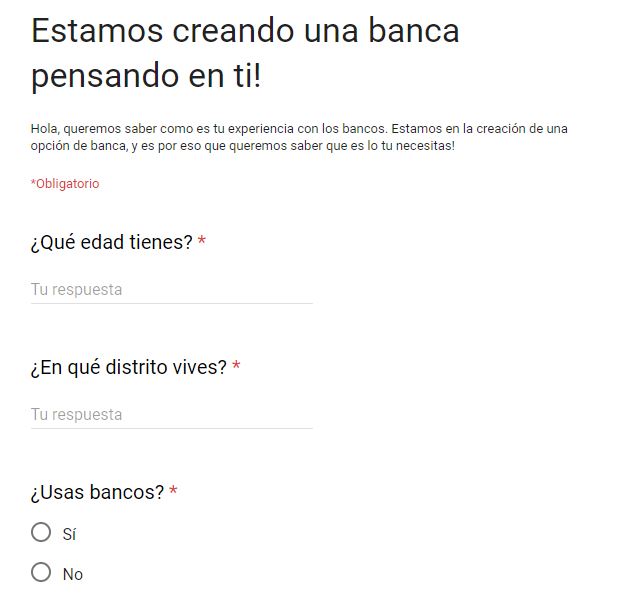 Estamos creando una banca
pensando en ti!
Hola, queremos saber como es tu experiencia con los bancos. Estamos en la creación de una
opción de banca, y es por eso que queremos saber que es lo tu necesitas!
*Obligatorio
¿Qué edad tienes? *
Tu respuesta
¿En qué distrito vives? *
Tu respuesta
¿Usas bancos? *
Sí
No